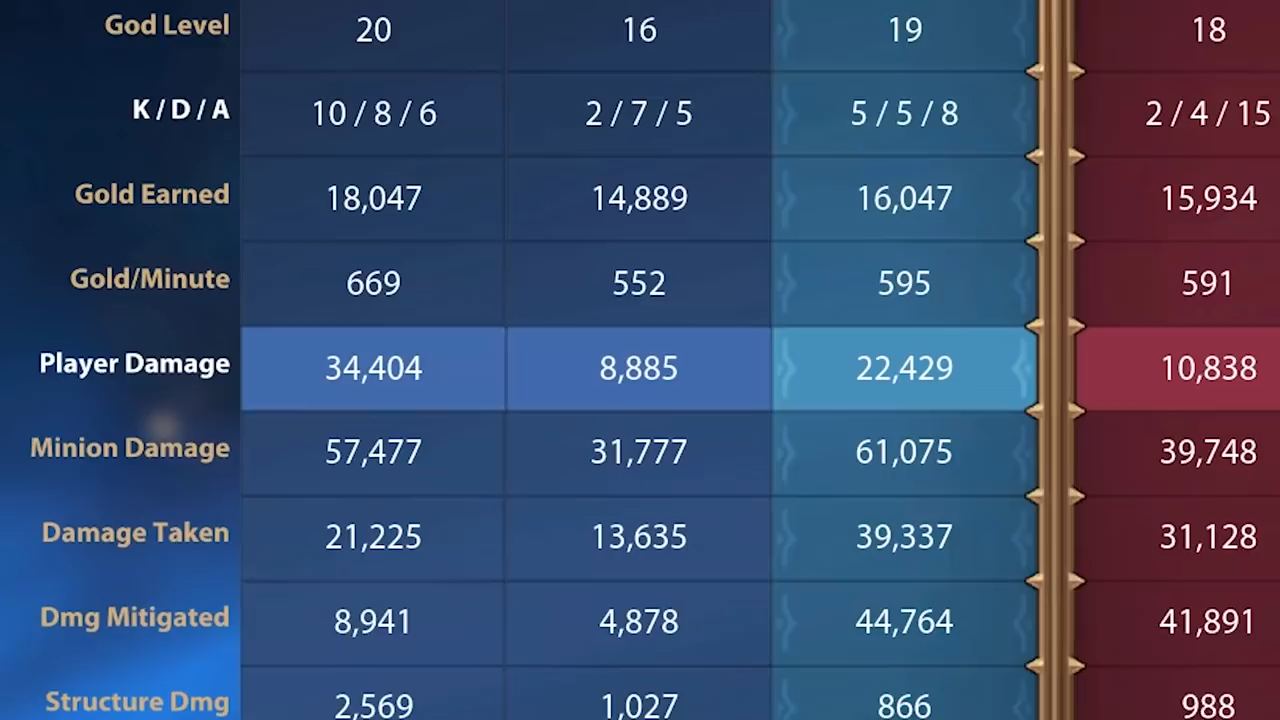 God Level 20 16 19 18
K / D / A 10 / 8 / 6 2 / 7 / 5 5 / 5 / 8 2 / 4 / 15
Gold Earned 18,047 14,889 16,047 15,934
Gold/Minute 669 552 595 591
Player Damage 34,404 8,885 22,429 10,838
Minion Damage 57,477 31,777 61,075 39,748
Damage Taken 21,225 13,635 39,337 31,128
Dmg Mitigated 8,941 4,878 44,764 41,891
Structure Dmg 2,569 1,027 866 988